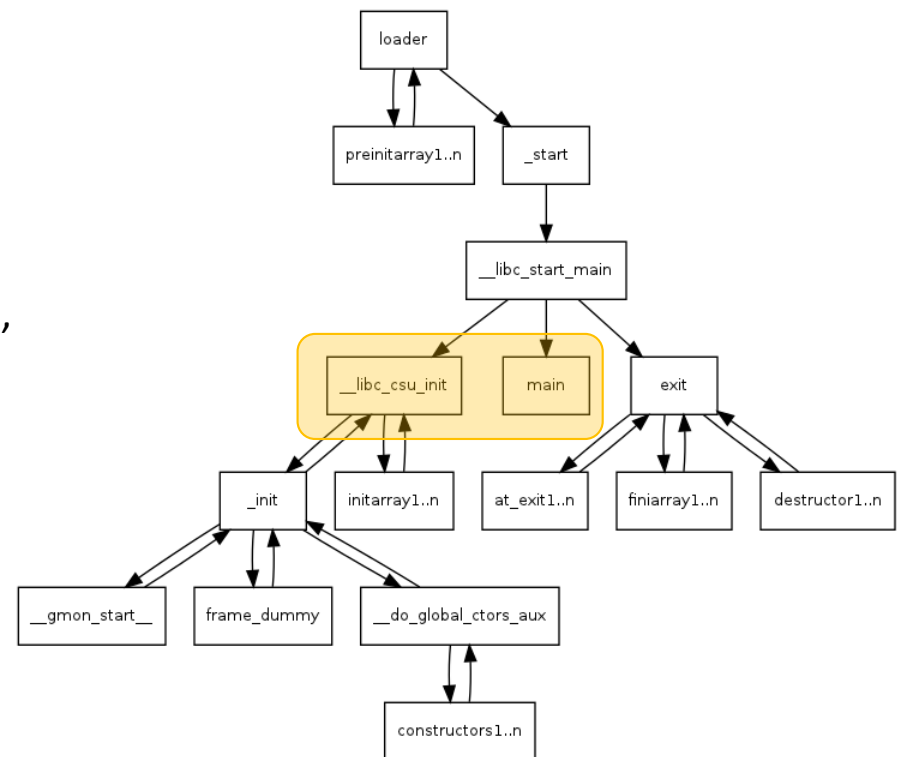 loader
preinitarray1..n
_start
__libc_start_main
,
__libc_csu_init
main
exit
_init
initarray1..n
at_exit1..n
finiarray1..n
destructor1..n
__gmon_start__
frame_dummy
__do_global_ctors_aux
constructors1..n